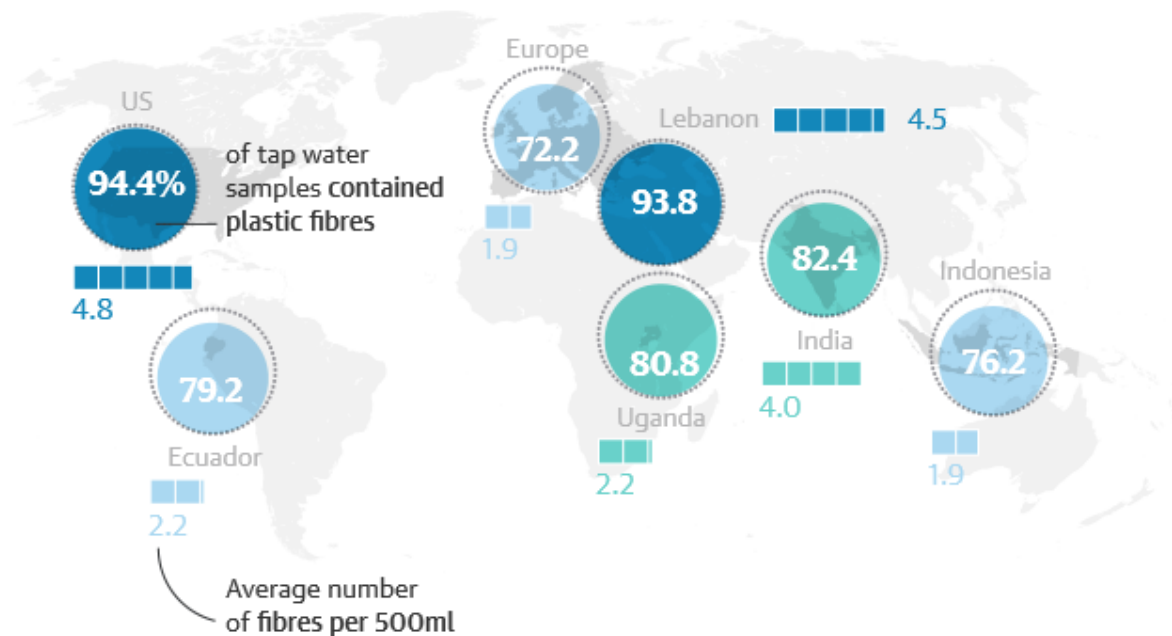 Europe
72.2
1.9
US
94.4%
of tap water
samples contained
plastic fibres
4.8
Lebanon
4.5
93.8
82.4
India
4.0
Indonesia
76.2
1.9
79.2
Ecuador
2.2
80.8
Uganda
2.2
Average number
of fibres per 500ml